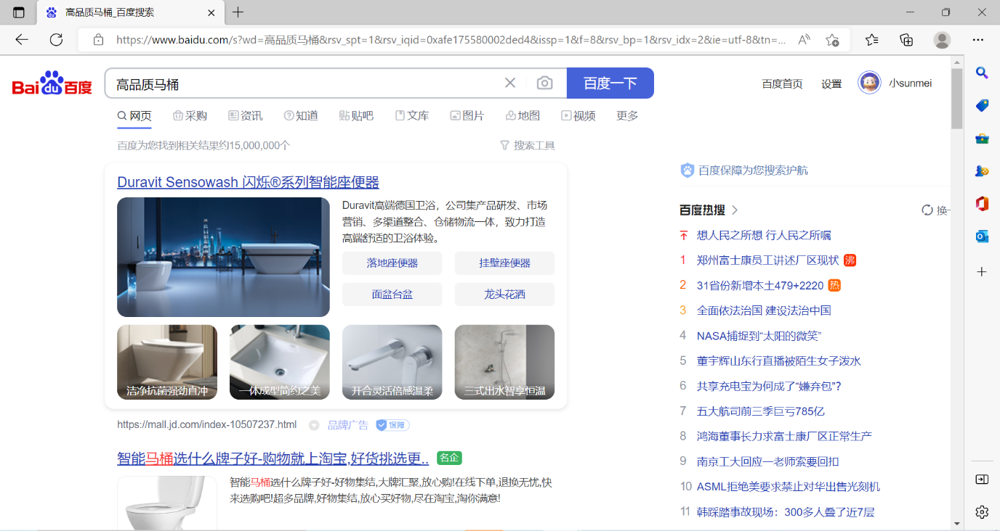 高品质马桶_百度搜索
https://www.baidu.com/s?wd=高品质马桶&rsv_spt=1&rsv_iqid=0xafe175580002ded4&issp=1&f=8&rsv_bp=1&rsv_idx=2&ie=utf-8&tn=...
Bai du 百度
高品质马桶
百度一下
百度首页 设置 小sunmei
网页 采购 资讯 知道 贴吧 文库 图片 地图 视频 更多
百度为您找到相关结果约15,000,000个 搜索工具
Duravit Sensowash 闪烁®系列智能座便器
Duravit高端德国卫浴，公司集产品研发、市场
营销、多渠道整合、仓储物流一体，致力打造
高端舒适的卫浴体验。
落地座便器 挂壁座便器
面盆台盆 龙头花洒
洁净抗菌强劲直冲 一体成型简约之美 开合灵活倍感温柔 三式出水智享恒温
https://mall.jd.com/index-10507237.html 品牌广告 保障
智能马桶选什么牌子好-购物就上淘宝,好货挑选更.. 名企
智能马桶选什么牌子好-好物集结,大牌汇聚,放心购!在线下单,退换无忧,快
来选购吧!超多品牌,好物集结,放心买好物,尽在淘宝,淘你满意!
百度保障为您搜索护航
百度热搜 换一
想人民之所想 行人民之所嘱
1 郑州富士康员工讲述厂区现状 沸
2 31省份新增本土479+2220 热
3 全面依法治国 建设法治中国
4 NASA捕捉到“太阳的微笑”
5 董宇辉山东行直播被陌生女子泼水
6 共享充电宝为何成了“嫌弃包”?
7 五大航司前三季巨亏785亿
8 鸿海董事长力求富士康厂区正常生产
9 南京工大回应一老师索要回扣
10 ASML拒绝美要求禁止对华出售光刻机
11 韩踩踏事故现场：300多人叠了近7层